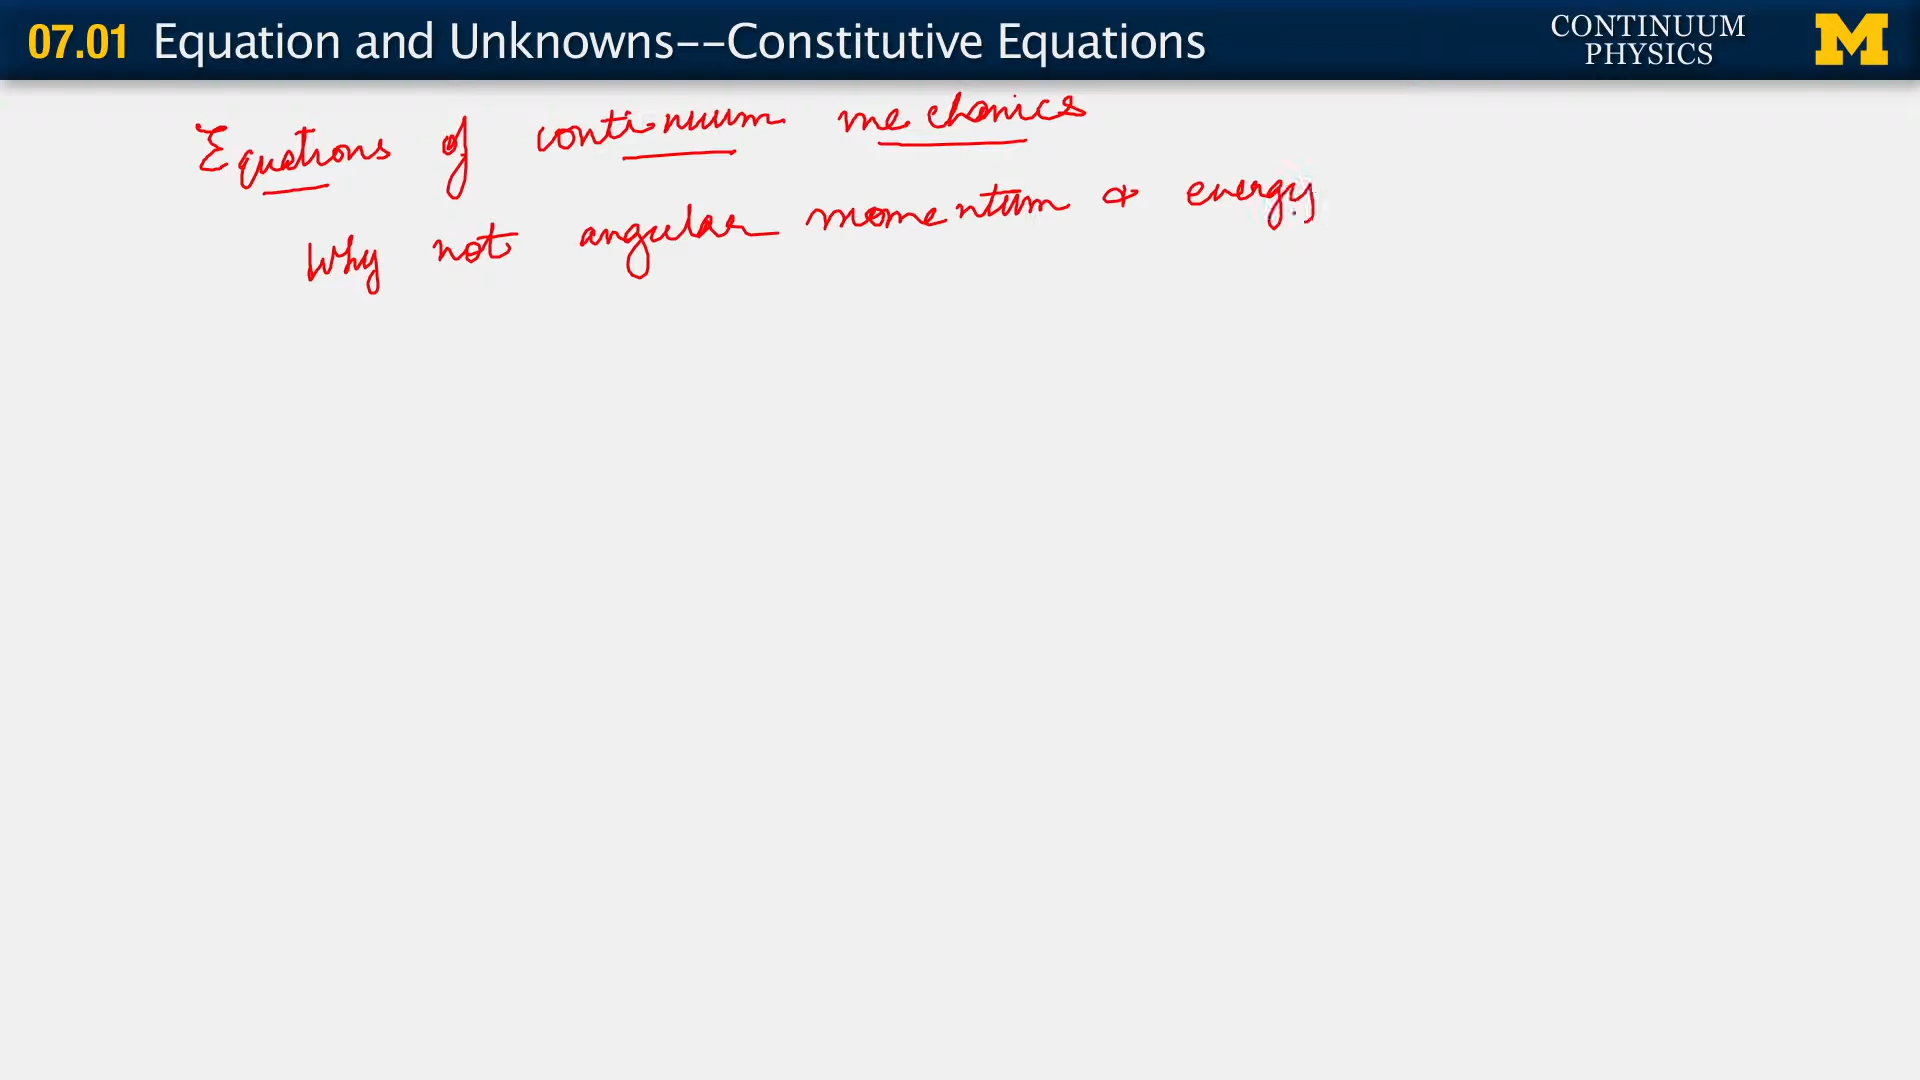 07.01 Equation and Unknowns--Constitutive Equations
CONTINUUM
PHYSICS
M
Equations of continuum mechanics
Why not angular momentum & energy